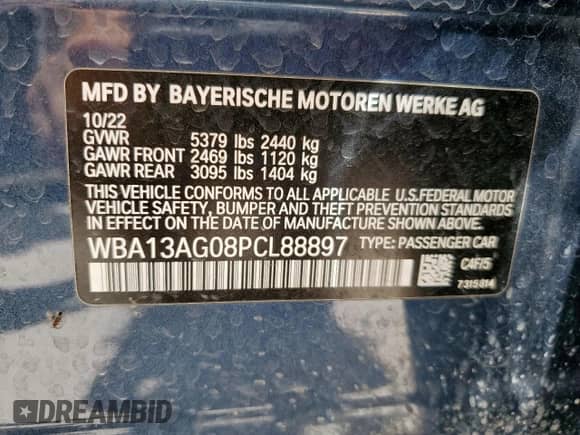 MFD BY BAYERISCHE MOTOREN WERKE AG
10/22
GVWR 5379 lbs 2440 kg
GAWR FRONT 2469 lbs 1120 kg
GAWR REAR 3095 lbs 1404 kg
THIS VEHICLE CONFORMS TO ALL APPLICABLE U.S.FEDERAL MOTOR
VEHICLE SAFETY, BUMPER AND THEFT PREVENTION STANDARDS
IN EFFECT ON THE DATE OF MANUFACTURE SHOWN ABOVE.
WBA13AG08PCL88897 TYPE: PASSENGER CAR
C4F/5
7315814
DREAMBID